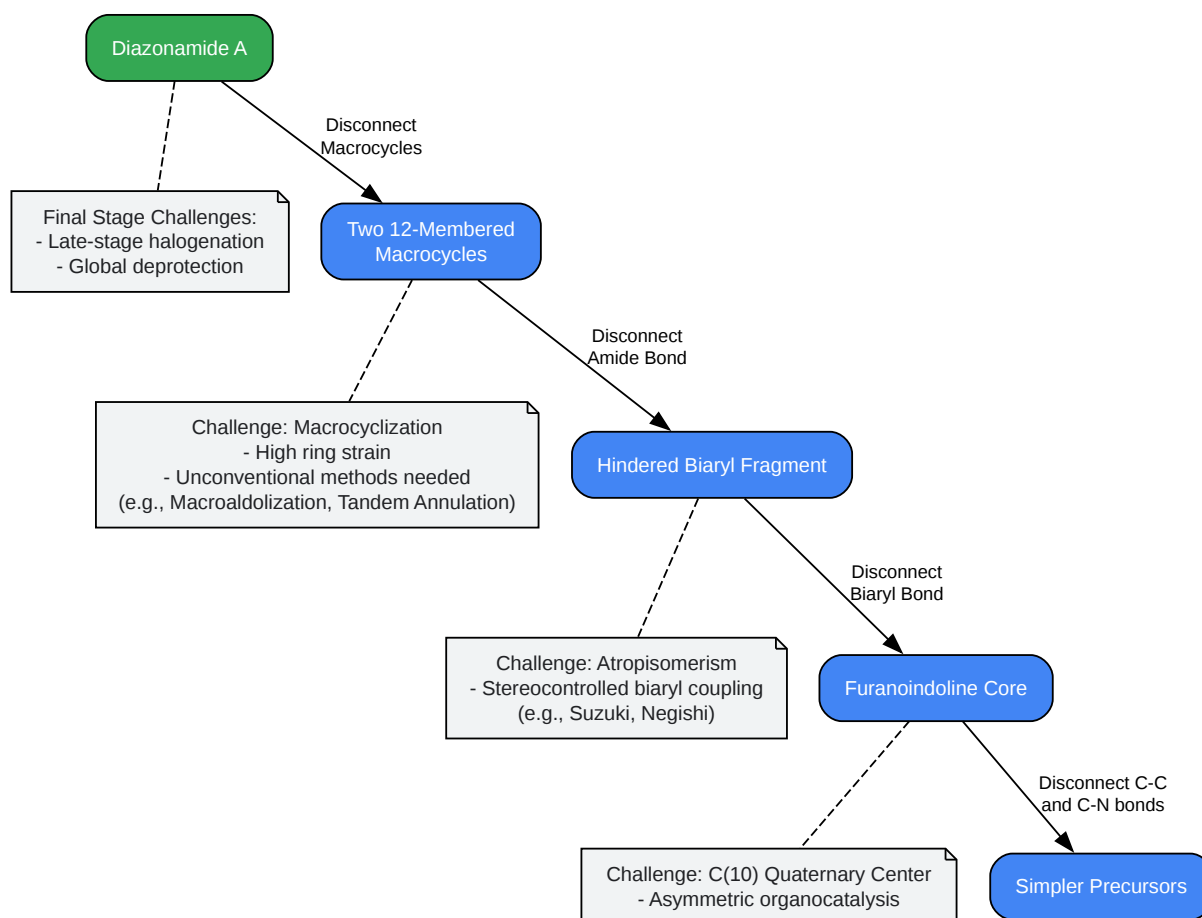 Diazonamide A
Disconnect
Macrocycles
Final Stage Challenges:
- Late-stage halogenation
- Global deprotection
Two 12-Membered
Macrocycles
Disconnect
Amide Bond
Challenge: Macrocyclization
- High ring strain
- Unconventional methods needed
(e.g., Macroaldolization, Tandem Annulation)
Hindered Biaryl Fragment
Disconnect
Biaryl Bond
Challenge: Atropisomerism
- Stereocontrolled biaryl coupling
(e.g., Suzuki, Negishi)
Furanoindoline Core
Disconnect C-C
and C-N bonds
Challenge: C(10) Quaternary Center
- Asymmetric organocatalysis
Simpler Precursors